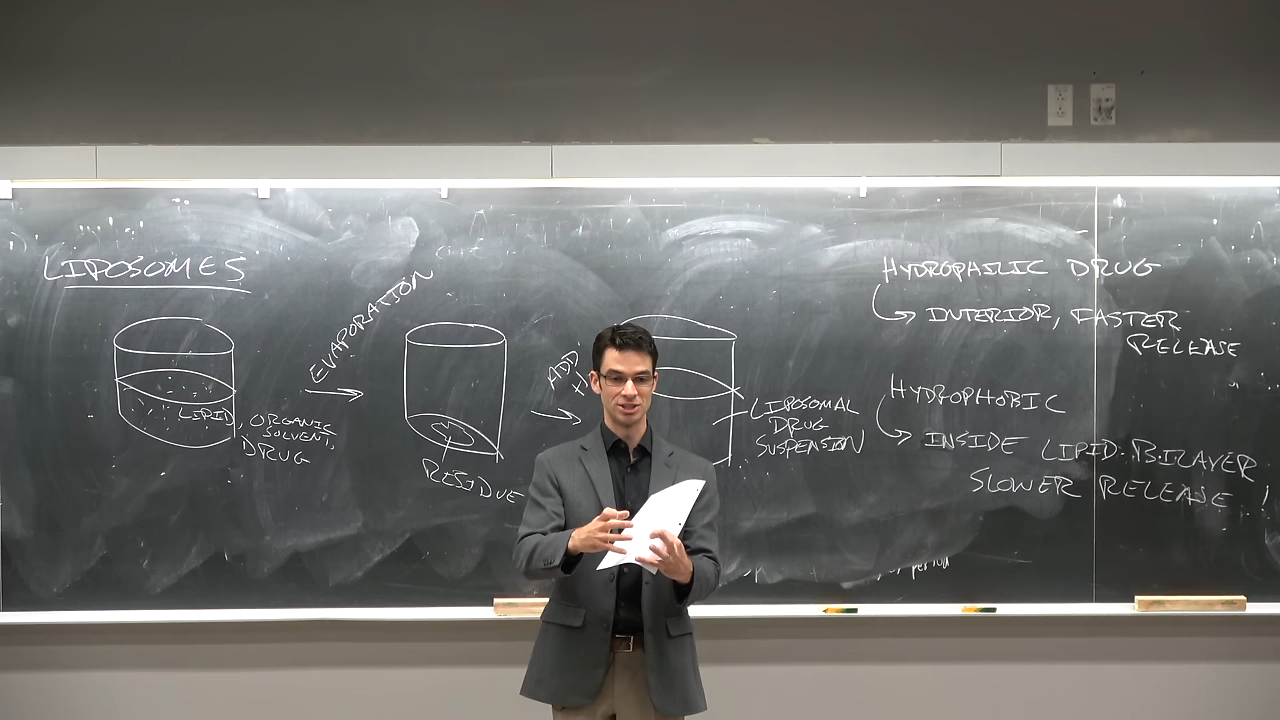 LIPOSOMES
LIPID, ORGANIC
SOLVENT,
DRUG
EVAPORATION
RESIDUE
ADD
LIPOSOMAL
DRUG
SUSPENSION
HYDROPHILIC DRUG
INTERIOR, FASTER
RELEASE
HYDROPHOBIC
INSIDE LIPID BILAYER
SLOWER RELEASE
period